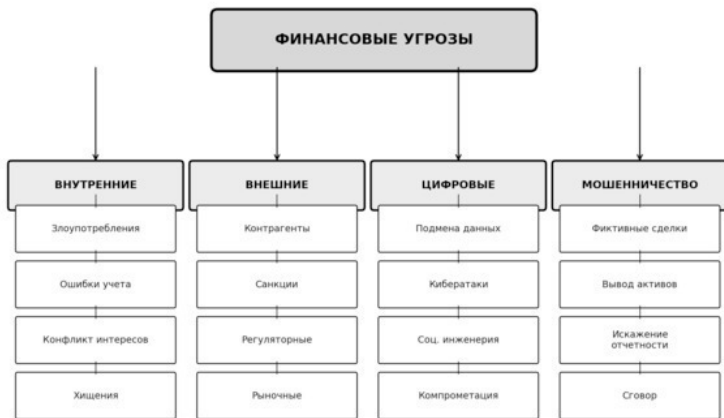 ФИНАНСОВЫЕ УГРОЗЫ
ВНУТРЕННИЕ
ВНЕШНИЕ
ЦИФРОВЫЕ
МОШЕННИЧЕСТВО
Злоупотребления
Контрагенты
Подмена данных
Фиктивные сделки
Ошибки учета
Санкции
Кибератаки
Вывод активов
Конфликт интересов
Регуляторные
Соц. инженерия
Искажение
отчетности
Хищения
Рыночные
Компрометация
Сговор